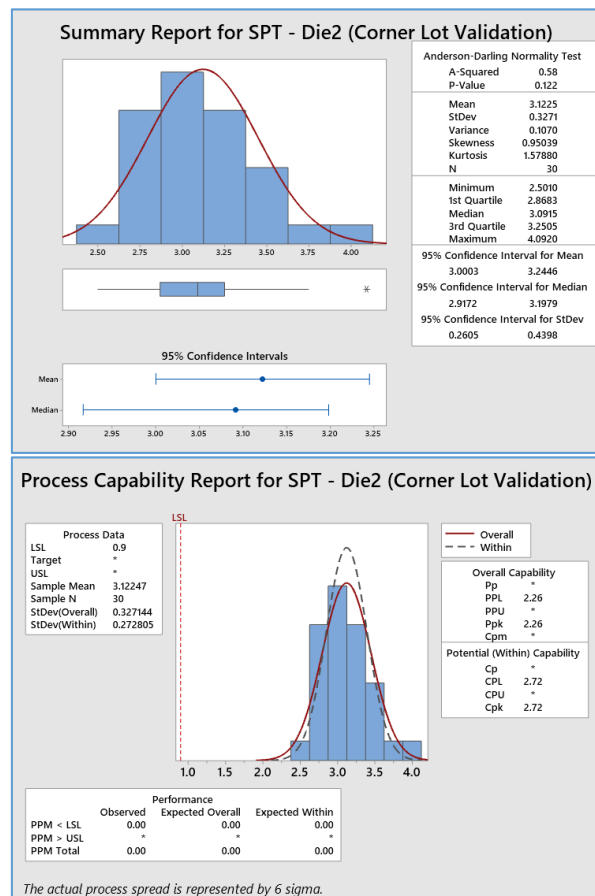 Summary Report for SPT - Die2 (Corner Lot Validation)
Anderson-Darling Normality Test
A-Squared 0.58
P-Value 0.122
Mean 3.1225
StDev 0.3271
Variance 0.1070
Skewness 0.95039
Kurtosis 1.57880
N 30
Minimum 2.5010
1st Quartile 2.8683
Median 3.0915
3rd Quartile 3.2505
Maximum 4.0920
95% Confidence Interval for Mean
3.0003 3.2446
95% Confidence Interval for Median
2.9172 3.1979
95% Confidence Interval for StDev
0.2605 0.4398
2.50 2.75 3.00 3.25 3.50 3.75 4.00
*
95% Confidence Intervals
Mean
Median
2.90 2.95 3.00 3.05 3.10 3.15 3.20 3.25
Process Capability Report for SPT - Die2 (Corner Lot Validation)
Process Data
LSL 0.9
Target *
USL *
Sample Mean 3.12247
Sample N 30
StDev(Overall) 0.327144
StDev(Within) 0.272805
LSL
Overall
Within
Overall Capability
Pp *
PPL 2.26
PPU *
Ppk 2.26
Cpm *
Potential (Within) Capability
Cp *
CPL 2.72
CPU *
Cpk 2.72
1.0 1.5 2.0 2.5 3.0 3.5 4.0
Performance
Observed Expected Overall Expected Within
PPM < LSL 0.00 0.00 0.00
PPM > USL * * *
PPM Total 0.00 0.00 0.00
The actual process spread is represented by 6 sigma.